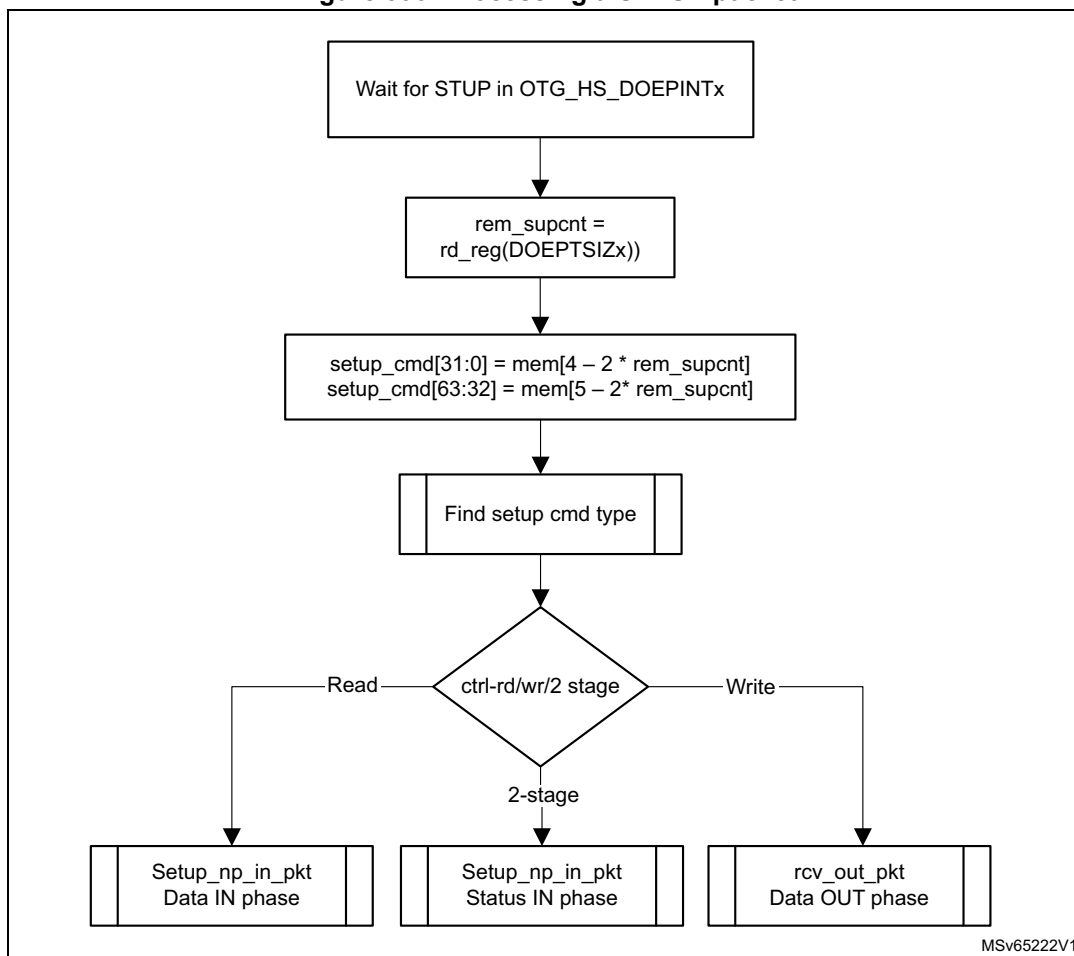 Wait for STUP in OTG_HS_DOEPINTx
rem_supcnt =
rd_reg(DOEPTSIZx))
setup_cmd[31:0] = mem[4 – 2 * rem_supcnt]
setup_cmd[63:32] = mem[5 – 2* rem_supcnt]
Find setup cmd type
ctrl-rd/wr/2 stage
Read
Write
2-stage
Setup_np_in_pkt
Data IN phase
Setup_np_in_pkt
Status IN phase
rcv_out_pkt
Data OUT phase
MSv65222V1